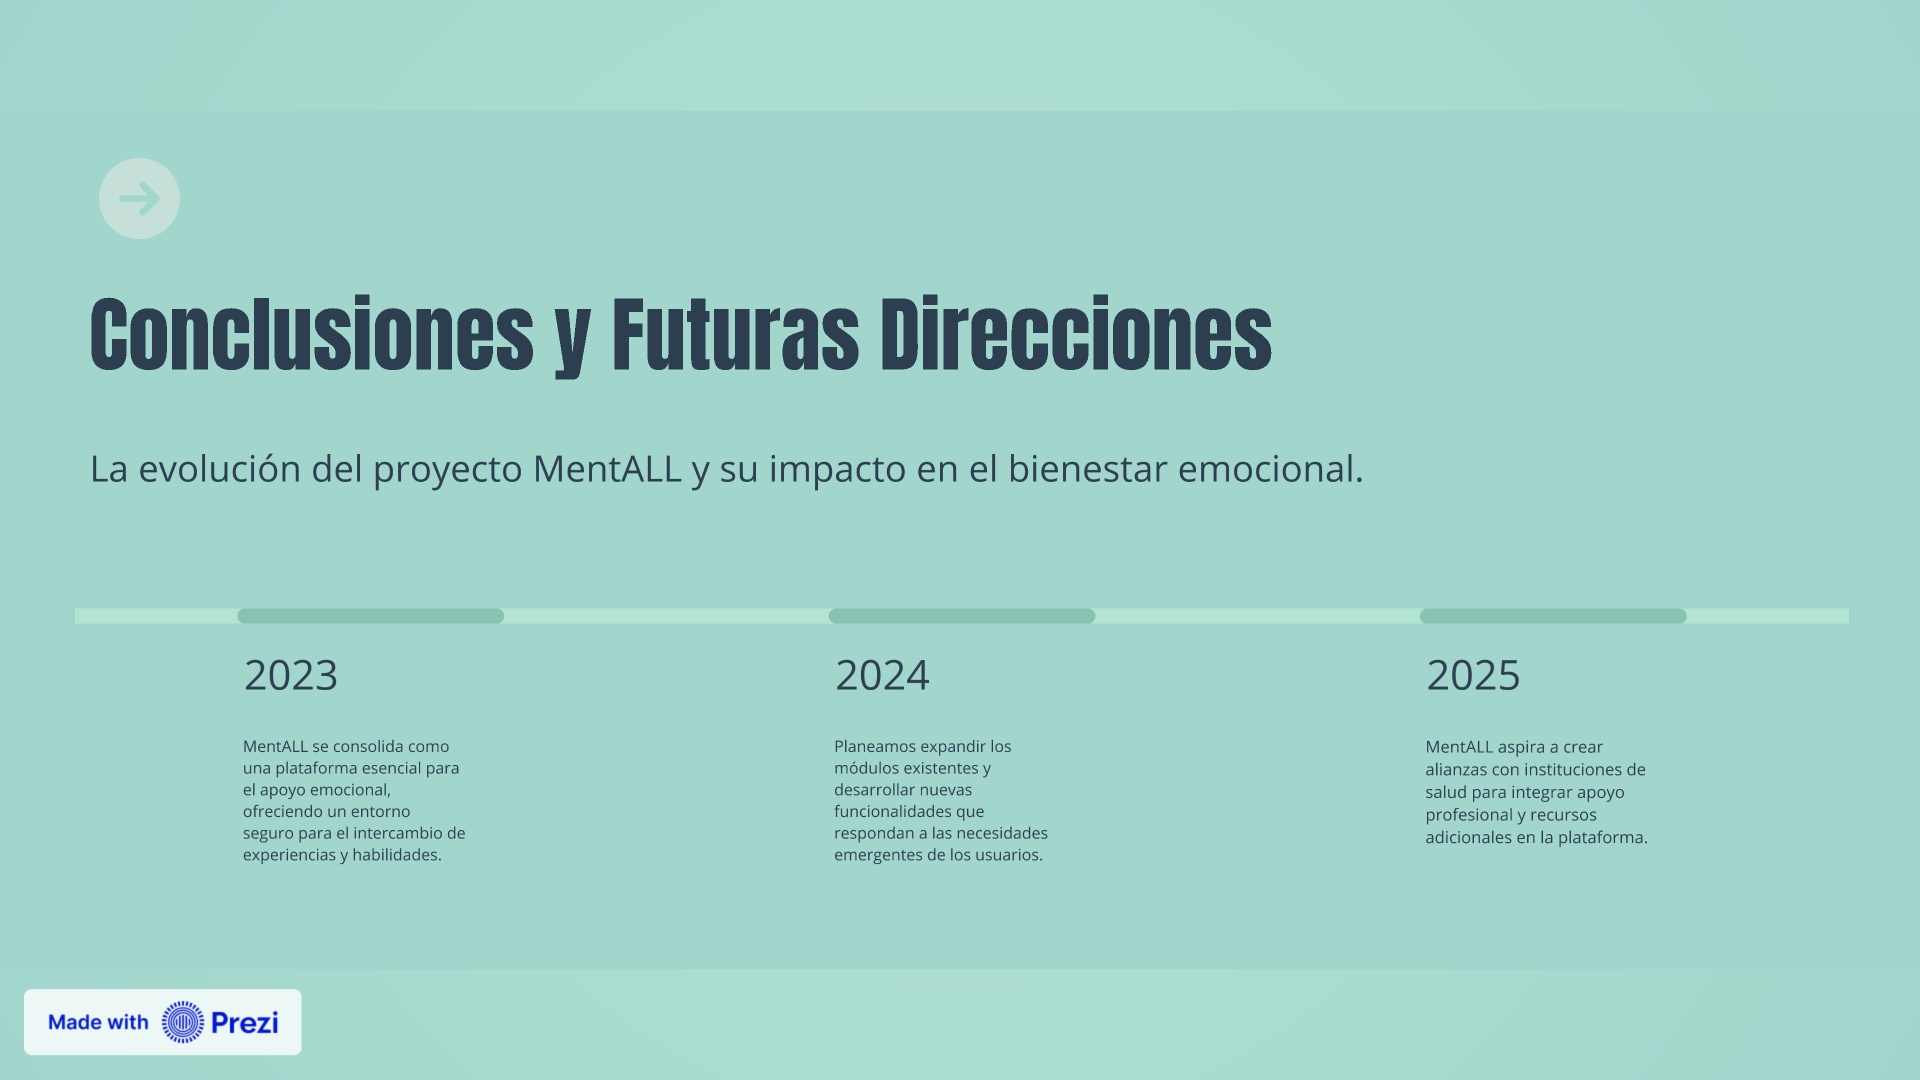 Conclusiones y Futuras Direcciones
La evolución del proyecto MentALL y su impacto en el bienestar emocional.
2023
MentALL se consolida como
una plataforma esencial para
el apoyo emocional,
ofreciendo un entorno
seguro para el intercambio de
experiencias y habilidades.
2024
Planeamos expandir los
módulos existentes y
desarrollar nuevas
funcionalidades que
respondan a las necesidades
emergentes de los usuarios.
2025
MentALL aspira a crear
alianzas con instituciones de
salud para integrar apoyo
profesional y recursos
adicionales en la plataforma.
Made with Prezi